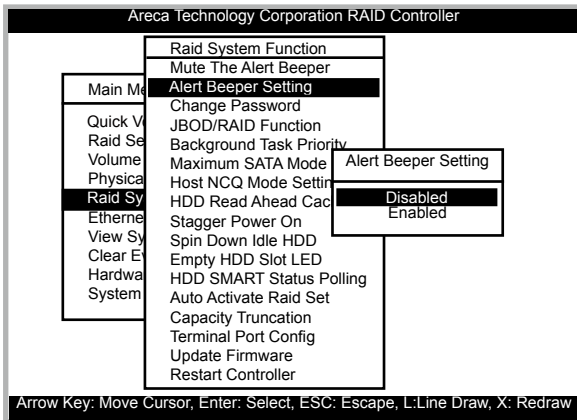 Areca Technology Corporation RAID Controller
Raid System Function
Mute The Alert Beeper
Alert Beeper Setting
Change Password
JBOD/RAID Function
Background Task Priority
Maximum SATA Mode
Host NCQ Mode Settin
HDD Read Ahead Cac
Stagger Power On
Spin Down Idle HDD
Empty HDD Slot LED
HDD SMART Status Polling
Auto Activate Raid Set
Capacity Truncation
Terminal Port Config
Update Firmware
Restart Controller
Main Me
Quick V
Raid Se
Volume
Physica
Raid Sy
Etherne
View Sy
Clear E
Hardwa
System
Alert Beeper Setting
Disabled
Enabled
Arrow Key: Move Cursor, Enter: Select, ESC: Escape, L:Line Draw, X: Redraw